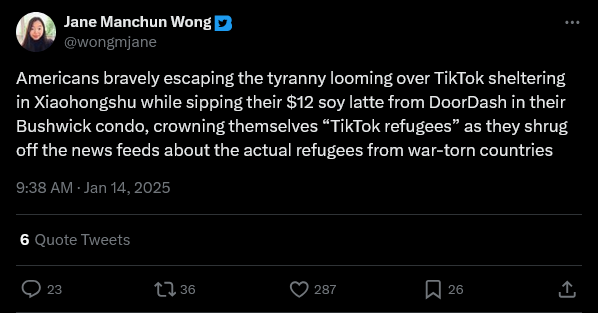 Jane Manchun Wong
@wongmjane
Americans bravely escaping the tyranny looming over TikTok sheltering
in Xiaohongshu while sipping their $12 soy latte from DoorDash in their
Bushwick condo, crowning themselves “TikTok refugees” as they shrug
off the news feeds about the actual refugees from war-torn countries
9:38 AM · Jan 14, 2025
6 Quote Tweets
23 36 287 26